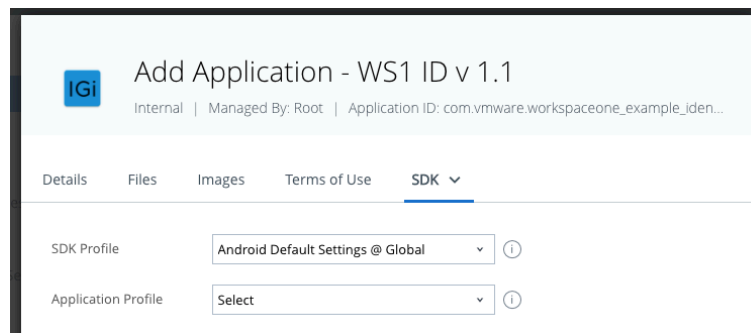 IGi
Add Application - WS1 ID v 1.1
Internal | Managed By: Root | Application ID: com.vmware.workspaceone_example_iden...
Details Files Images Terms of Use SDK
SDK Profile Android Default Settings @ Global
Application Profile Select